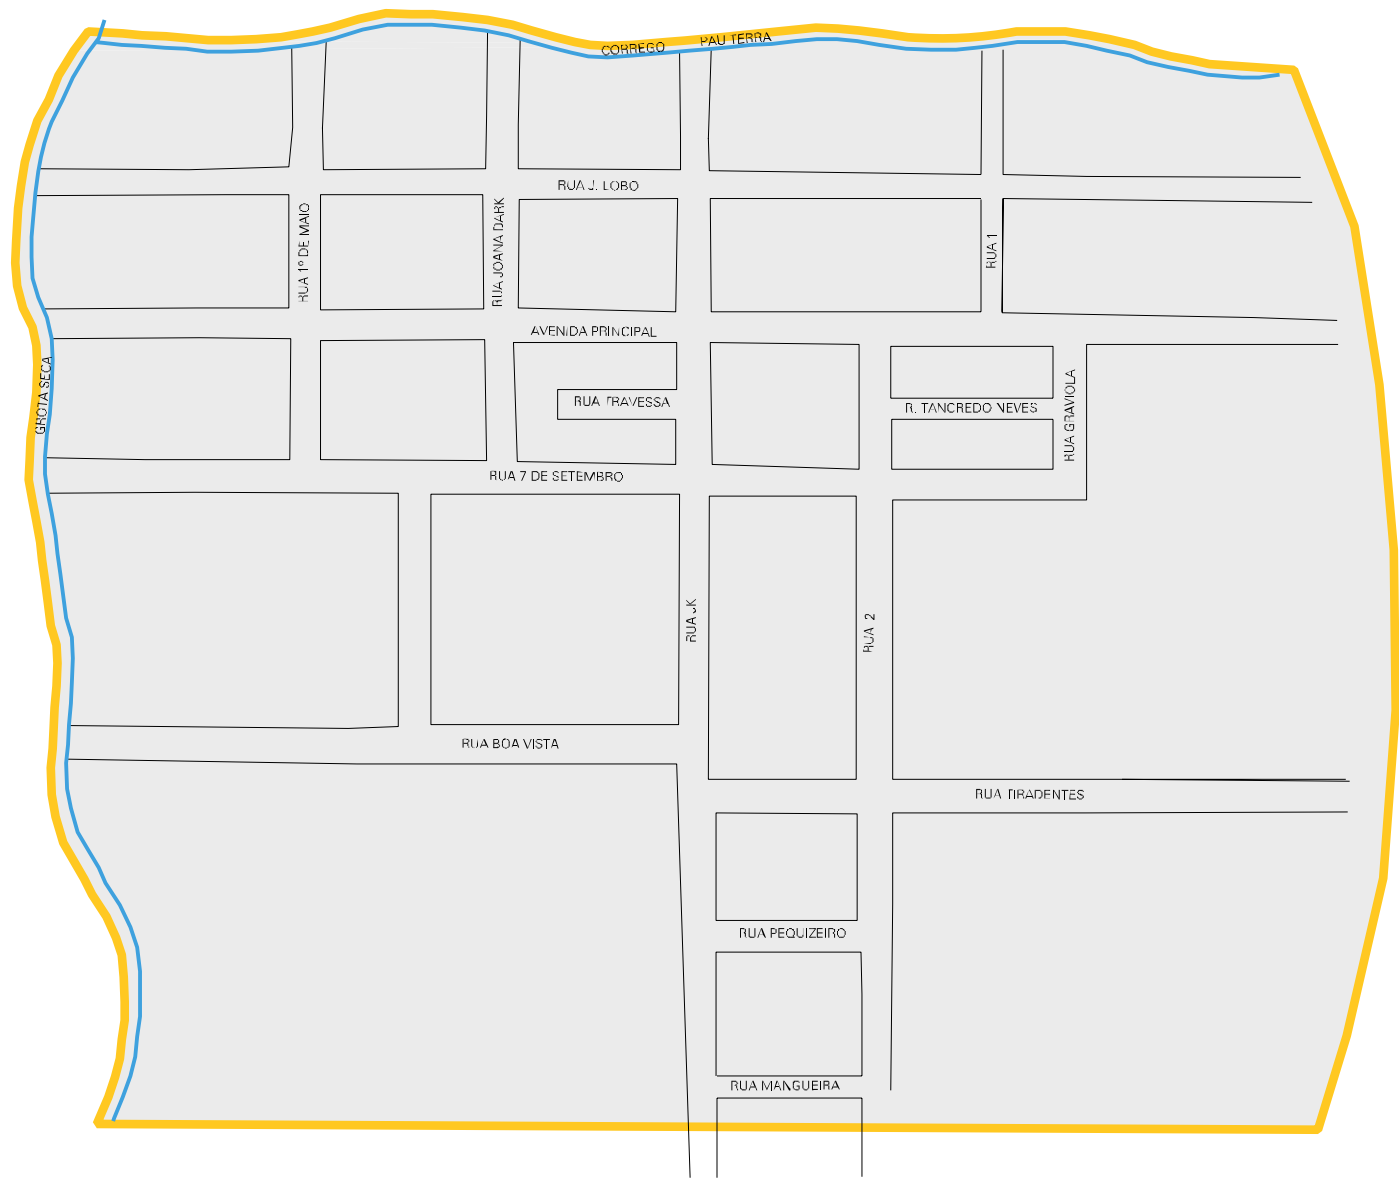 CORREGO PAU TERRA
RUA J. LOBO
RUA 1º DE MAIO
RUA JOANA DARK
RUA 1
AVENIDA PRINCIPAL
GROTA SECA
RUA TRAVESSA
R. TANCREDO NEVES
RUA GRAVIOLA
RUA 7 DE SETEMBRO
RUA JK
RUA 2
RUA BOA VISTA
RUA TIRADENTES
RUA PEQUIZEIRO
RUA MANGUEIRA